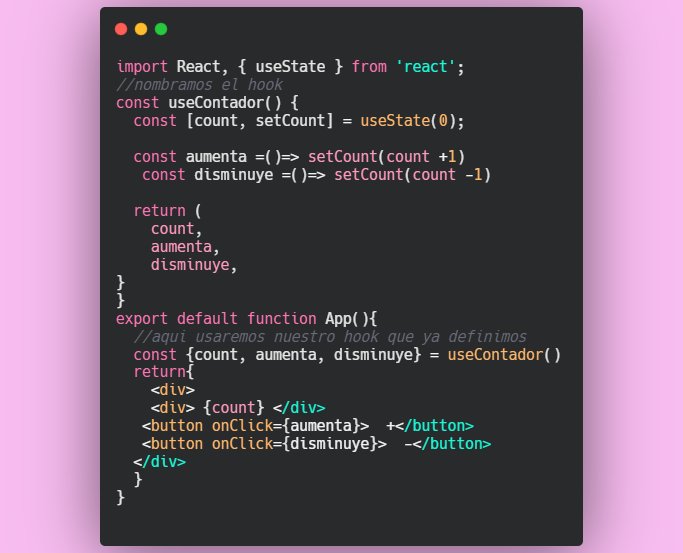 import React, { useState } from 'react';
//nombramos el hook
const useContador() {
  const [count, setCount] = useState(0);

  const aumenta =()=> setCount(count +1)
   const disminuye =()=> setCount(count -1)

  return (
    count,
    aumenta,
    disminuye,
}
}
export default function App(){
  //aqui usaremos nuestro hook que ya definimos
  const {count, aumenta, disminuye} = useContador()
  return{
    <div>
    <div> {count} </div>
   <button onClick={aumenta}>  +</button>
   <button onClick={disminuye}>  -</button>
  </div>
  }
}